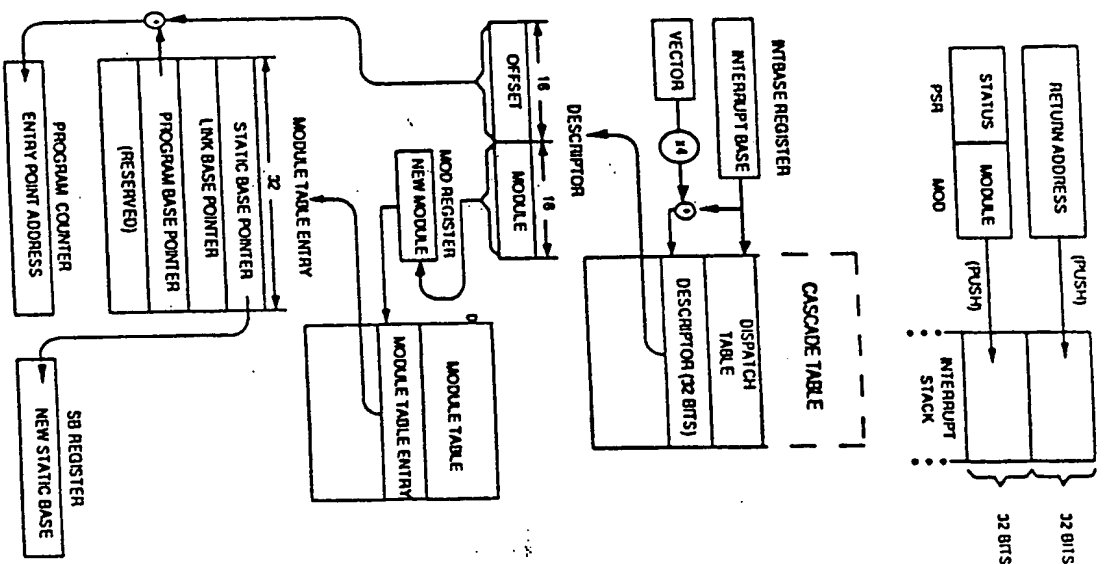 RETURN ADDRESS
(PUSH)
32 BITS
STATUS
MODULE
(PUSH)
32 BITS
PSR
MOD
INTERRUPT
STACK
INTBASE REGISTER
INTERRUPT BASE
VECTOR
x4
CASCADE TABLE
DISPATCH
TABLE
DESCRIPTOR (32 BITS)
DESCRIPTOR
16
16
OFFSET
MODULE
MOD REGISTER
NEW MODULE
MODULE TABLE
MODULE TABLE ENTRY
MODULE TABLE ENTRY
32
STATIC BASE POINTER
LINK BASE POINTER
PROGRAM BASE POINTER
(RESERVED)
PROGRAM COUNTER
ENTRY POINT ADDRESS
SB REGISTER
NEW STATIC BASE